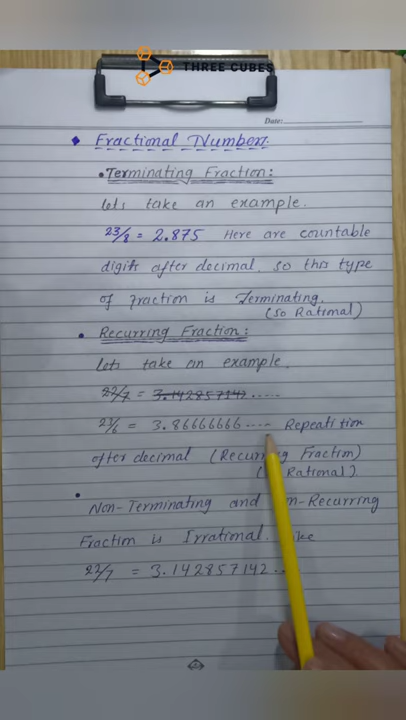 THREE CUBES
Date:
Fractional Number.
Terminating Fraction:
lets take an example.
23/8 = 2.875 Here are countable
digits after decimal, so this type
of fraction is Terminating.
(so Rational)
Recurring Fraction:
lets take an example.
22/7 = 3.142857142.....
23/6 = 3.86666666.... Repeatition
after decimal (Recurring Fraction)
Rational)
Non-Terminating and Recurring
Fraction is Irrational.
22/7 = 3.142857142..